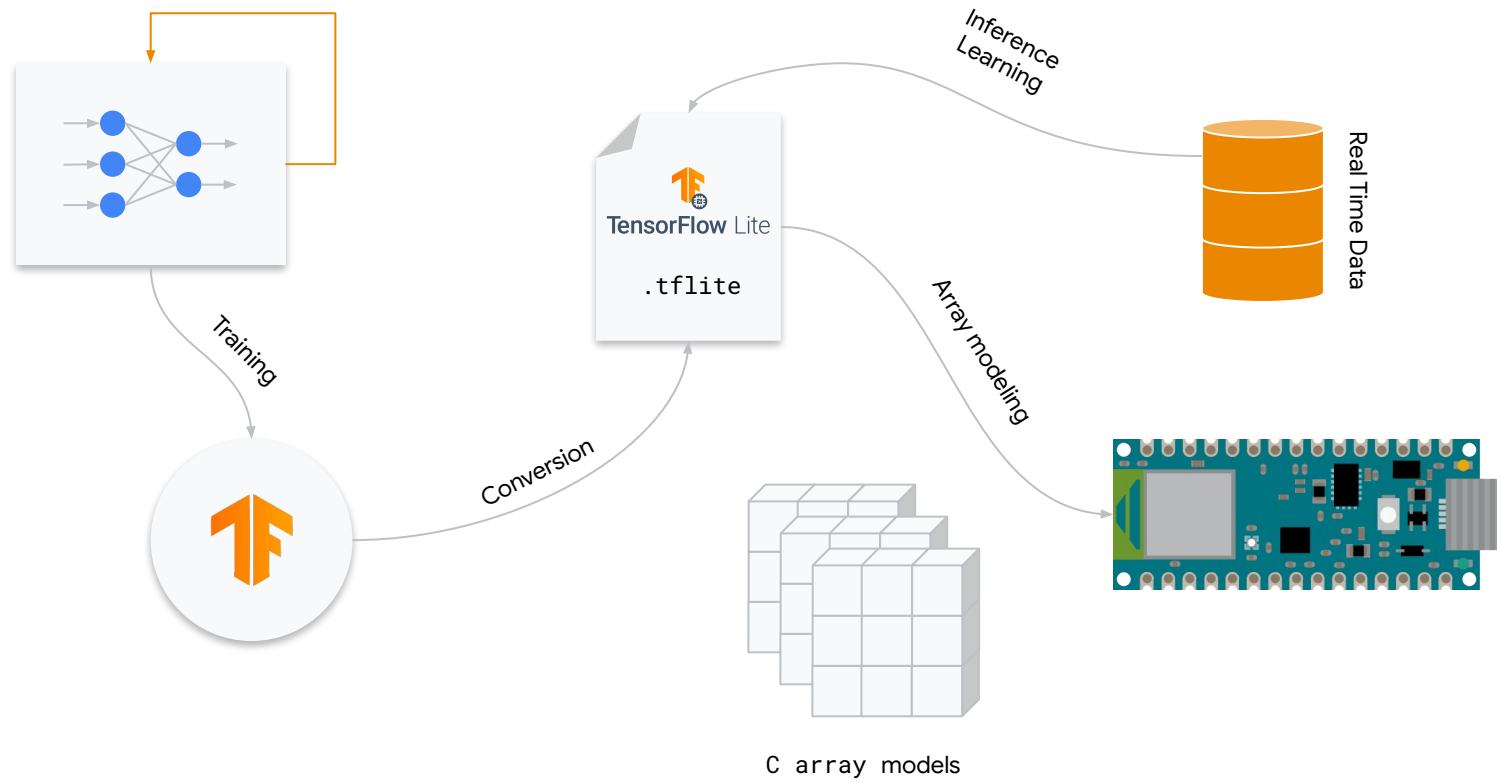 Inference
Learning
Real Time Data
TensorFlow Lite
.tflite
Training
Array modeling
Conversion
C array models